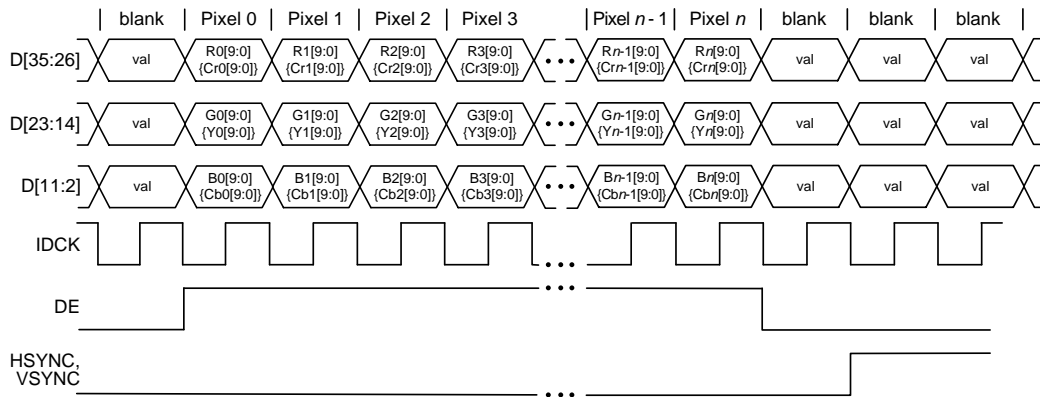 blank Pixel 0 Pixel 1 Pixel 2 Pixel 3 Pixel n - 1 Pixel n blank blank blank
D[35:26] val R0[9:0] R1[9:0] R2[9:0] R3[9:0] Rn-1[9:0] Rn[9:0] val val val
{Cr0[9:0]} {Cr1[9:0]} {Cr2[9:0]} {Cr3[9:0]} {Crn-1[9:0]} {Crn[9:0]}
D[23:14] val G0[9:0] G1[9:0] G2[9:0] G3[9:0] Gn-1[9:0] Gn[9:0] val val val
{Y0[9:0]} {Y1[9:0]} {Y2[9:0]} {Y3[9:0]} {Yn-1[9:0]} {Yn[9:0]}
D[11:2] val B0[9:0] B1[9:0] B2[9:0] B3[9:0] Bn-1[9:0] Bn[9:0] val val val
{Cb0[9:0]} {Cb1[9:0]} {Cb2[9:0]} {Cb3[9:0]} {Cbn-1[9:0]} {Cbn[9:0]}
IDCK
DE
HSYNC,
VSYNC